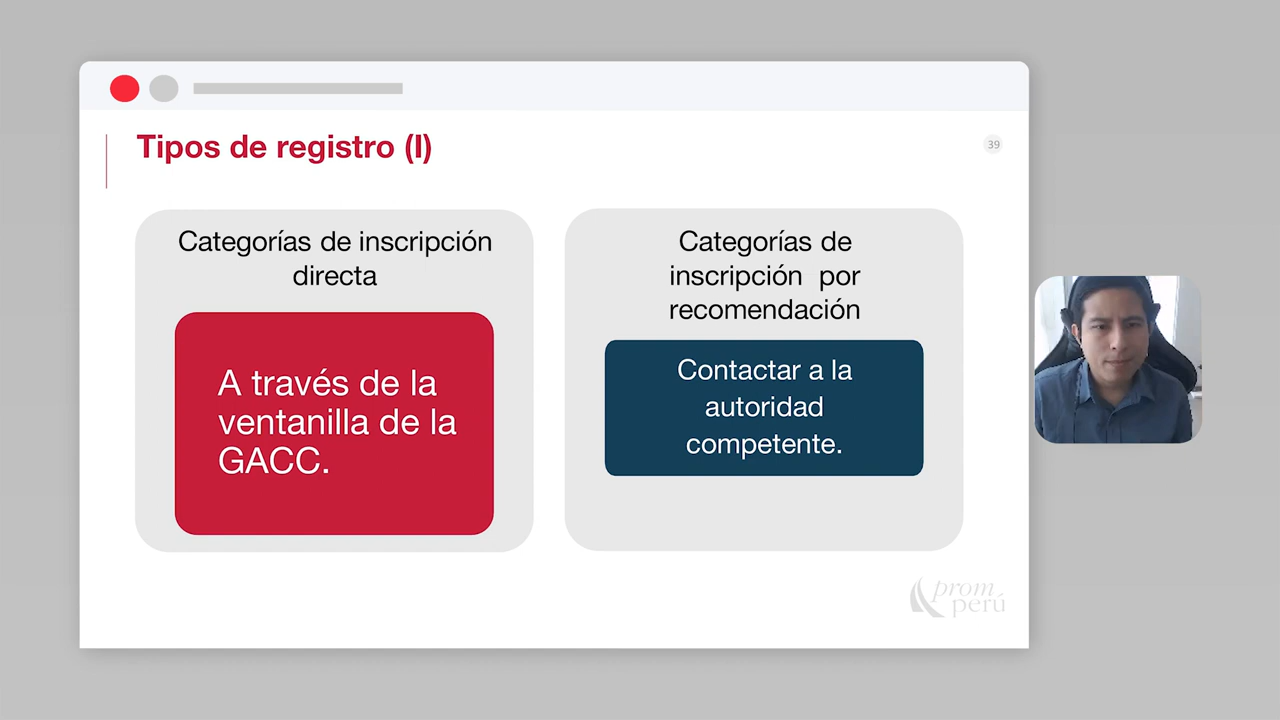 Tipos de registro (I)
39
Categorías de inscripción
directa
A través de la
ventanilla de la
GACC.
Categorías de
inscripción por
recomendación
Contactar a la
autoridad
competente.
prom
perú